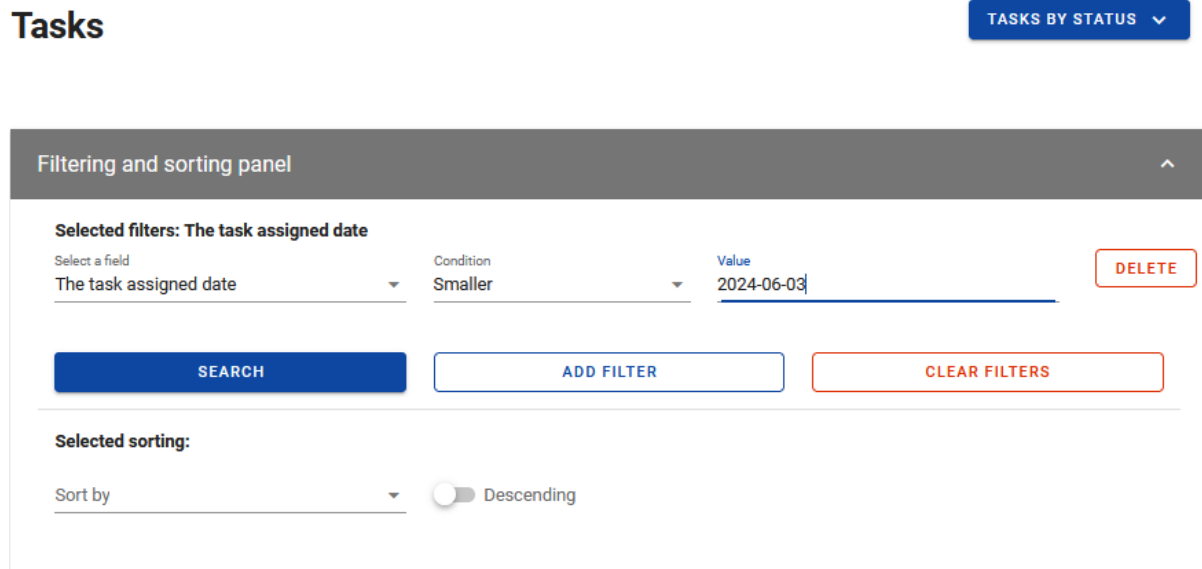 Tasks
TASKS BY STATUS
Filtering and sorting panel
Selected filters: The task assigned date
Select a field
The task assigned date
Condition
Smaller
Value
2024-06-03
DELETE
SEARCH
ADD FILTER
CLEAR FILTERS
Selected sorting:
Sort by
Descending